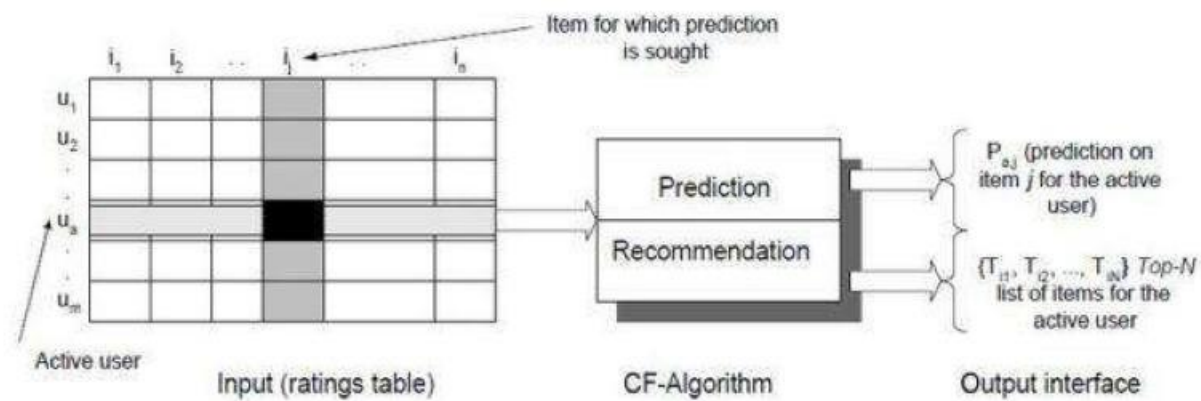 Item for which prediction
is sought
i₁ i₂ . . iⱼ . . iₙ
u₁
u₂
.
.
uₐ
.
.
uₘ
Active user
Input (ratings table)
Prediction
Recommendation
CF-Algorithm
Pₐ,ⱼ (prediction on
item j for the active
user)
{Tᵢ₁, Tᵢ₂, ..., TᵢN} Top-N
list of items for the
active user
Output interface